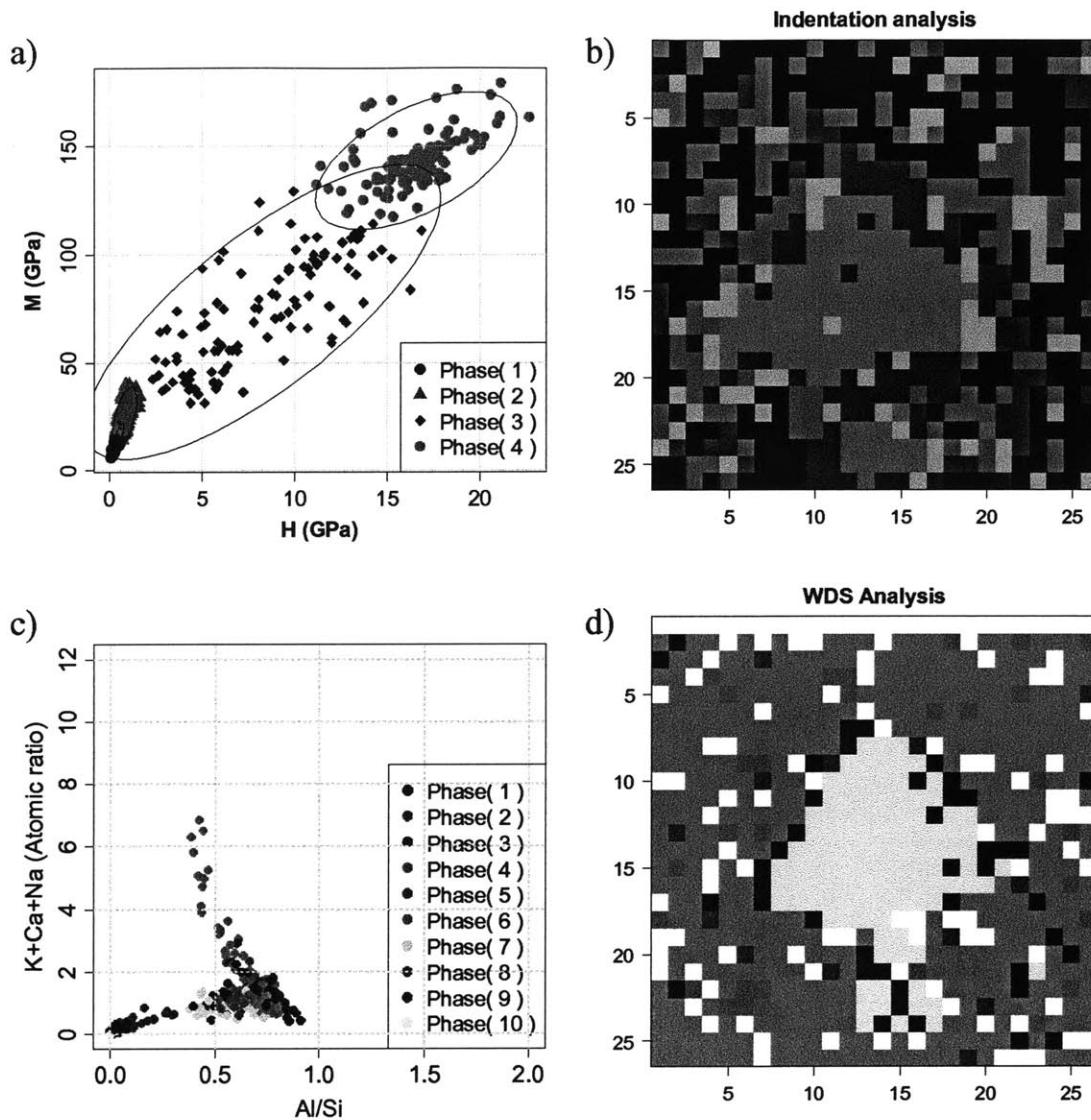 a)
M (GPa)
150
100
50
0
0 5 10 15 20
H (GPa)
Phase( 1 )
Phase( 2 )
Phase( 3 )
Phase( 4 )
b)
Indentation analysis
5
10
15
20
25
5 10 15 20 25
c)
K+Ca+Na (Atomic ratio)
12
10
8
6
4
2
0
0.0 0.5 1.0 1.5 2.0
Al/Si
Phase( 1 )
Phase( 2 )
Phase( 3 )
Phase( 4 )
Phase( 5 )
Phase( 6 )
Phase( 7 )
Phase( 8 )
Phase( 9 )
Phase( 10 )
d)
WDS Analysis
5
10
15
20
25
5 10 15 20 25